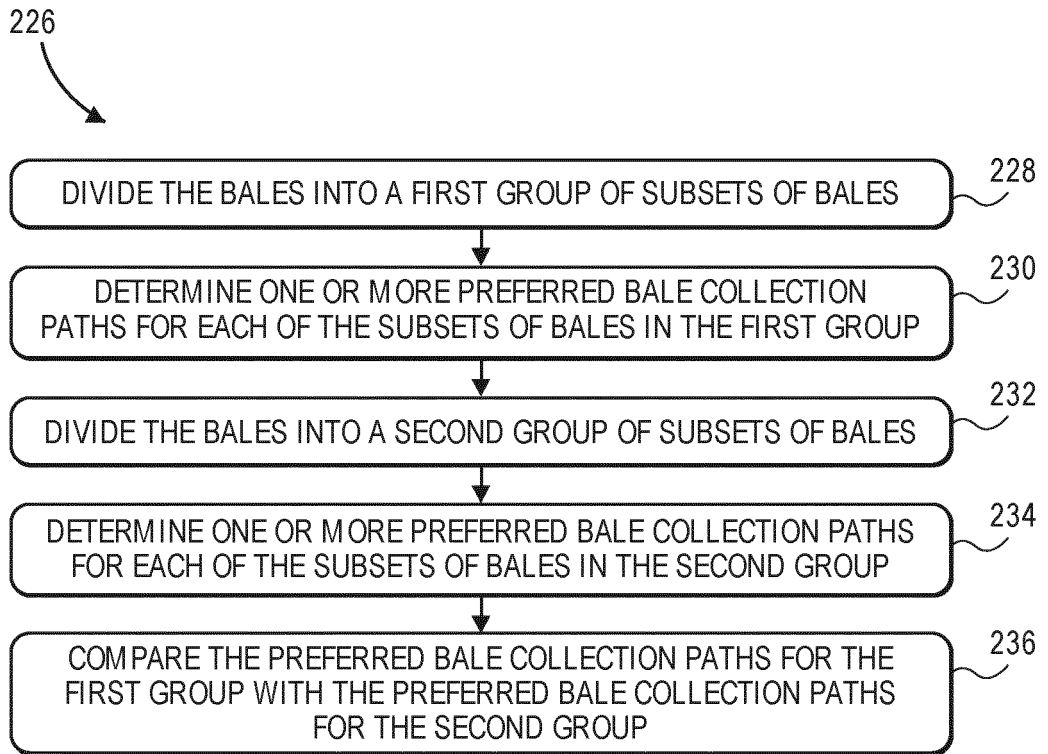 226
DIVIDE THE BALES INTO A FIRST GROUP OF SUBSETS OF BALES
228
DETERMINE ONE OR MORE PREFERRED BALE COLLECTION
PATHS FOR EACH OF THE SUBSETS OF BALES IN THE FIRST GROUP
230
DIVIDE THE BALES INTO A SECOND GROUP OF SUBSETS OF BALES
232
DETERMINE ONE OR MORE PREFERRED BALE COLLECTION PATHS
FOR EACH OF THE SUBSETS OF BALES IN THE SECOND GROUP
234
COMPARE THE PREFERRED BALE COLLECTION PATHS FOR THE
FIRST GROUP WITH THE PREFERRED BALE COLLECTION PATHS
FOR THE SECOND GROUP
236